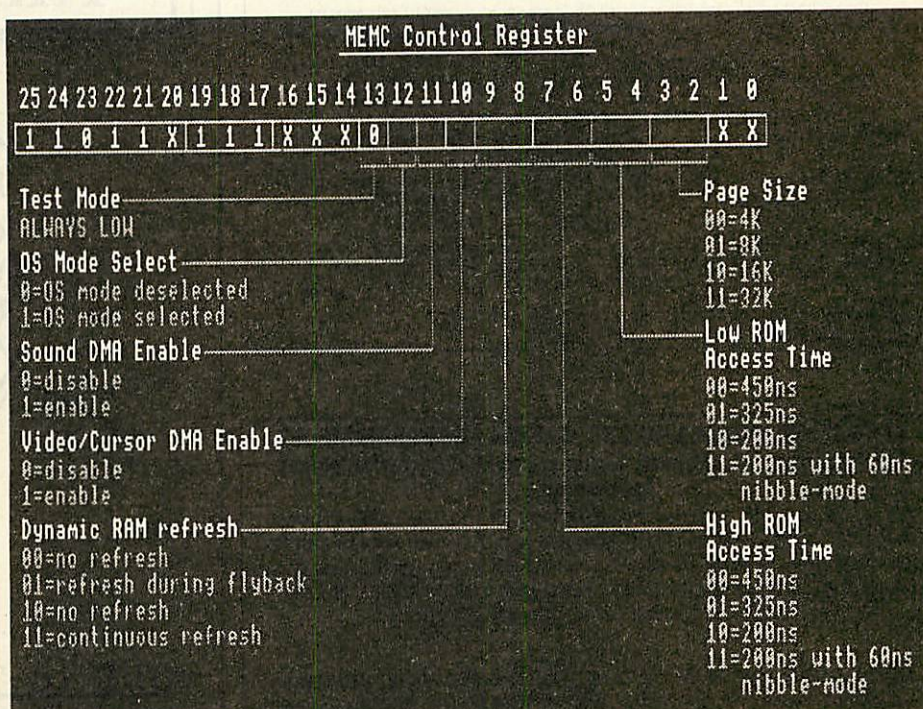 MEMC Control Register
25 24 23 22 21 20 19 18 17 16 15 14 13 12 11 10 9 8 7 6 5 4 3 2 1 0
1 1 0 1 1 X 1 1 1 X X X 0 X X
Test Mode
ALWAYS LOW
OS Mode Select
0=OS mode deselected
1=OS mode selected
Sound DMA Enable
0=disable
1=enable
Video/Cursor DMA Enable
0=disable
1=enable
Dynamic RAM refresh
00=no refresh
01=refresh during flyback
10=no refresh
11=continuous refresh
Page Size
00=4K
01=8K
10=16K
11=32K
Low ROM
Access Time
00=450ns
01=325ns
10=200ns
11=200ns with 60ns
nibble-mode
High ROM
Access Time
00=450ns
01=325ns
10=200ns
11=200ns with 60ns
nibble-mode